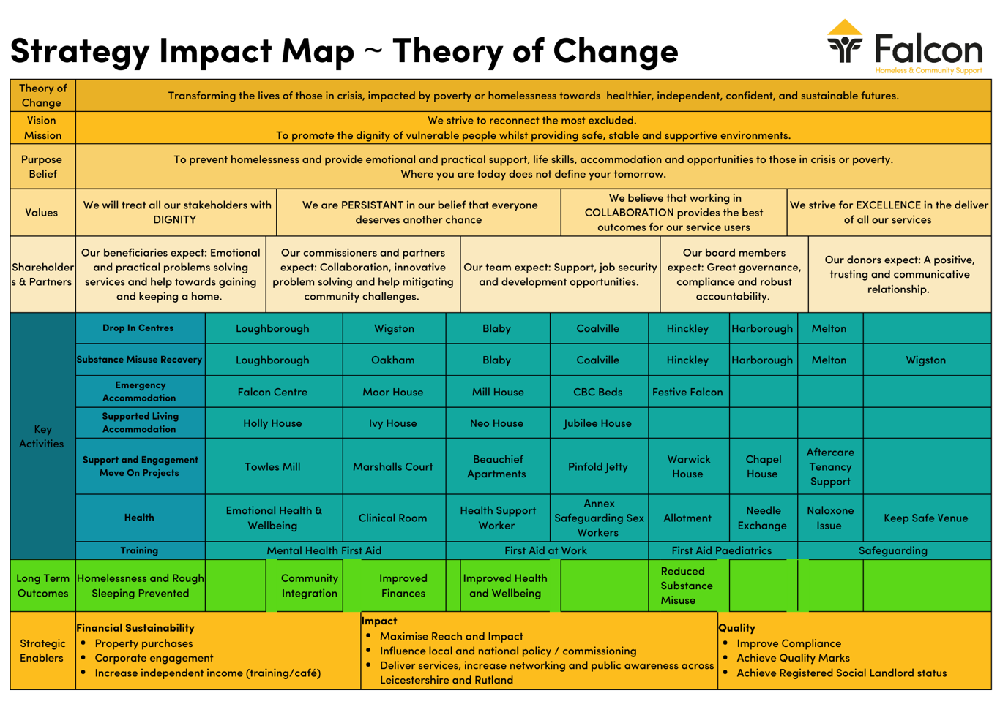 Strategy Impact Map ~ Theory of Change
Falcon
Homeless & Community Support
Theory of
Change
Transforming the lives of those in crisis, impacted by poverty or homelessness towards healthier, independent, confident, and sustainable futures.
Vision
Mission
We strive to reconnect the most excluded.
To promote the dignity of vulnerable people whilst providing safe, stable and supportive environments.
Purpose
Belief
To prevent homelessness and provide emotional and practical support, life skills, accommodation and opportunities to those in crisis or poverty.
Where you are today does not define your tomorrow.
Values
We will treat all our stakeholders with
DIGNITY
We are PERSISTANT in our belief that everyone
deserves another chance
We believe that working in
COLLABORATION provides the best
outcomes for our service users
We strive for EXCELLENCE in the deliver
of all our services
Shareholder
s & Partners
Our beneficiaries expect: Emotional
and practical problems solving
services and help towards gaining
and keeping a home.
Our commissioners and partners
expect: Collaboration, innovative
problem solving and help mitigating
community challenges.
Our team expect: Support, job security
and development opportunities.
Our board members
expect: Great governance,
compliance and robust
accountability.
Our donors expect: A positive,
trusting and communicative
relationship.
Key
Activities
Drop In Centres
Loughborough
Wigston
Blaby
Coalville
Hinckley
Harborough
Melton
Substance Misuse Recovery
Loughborough
Oakham
Blaby
Coalville
Hinckley
Harborough
Melton
Wigston
Emergency
Accommodation
Falcon Centre
Moor House
Mill House
CBC Beds
Festive Falcon
Supported Living
Accommodation
Holly House
Ivy House
Neo House
Jubilee House
Support and Engagement
Move On Projects
Towles Mill
Marshalls Court
Beauchief
Apartments
Pinfold Jetty
Warwick
House
Chapel
House
Aftercare
Tenancy
Support
Health
Emotional Health &
Wellbeing
Clinical Room
Health Support
Worker
Annex
Safeguarding Sex
Workers
Allotment
Needle
Exchange
Naloxone
Issue
Keep Safe Venue
Training
Mental Health First Aid
First Aid at Work
First Aid Paediatrics
Safeguarding
Long Term
Outcomes
Homelessness and Rough
Sleeping Prevented
Community
Integration
Improved
Finances
Improved Health
and Wellbeing
Reduced
Substance
Misuse
Strategic
Enablers
Financial Sustainability
• Property purchases
• Corporate engagement
• Increase independent income (training/café)
Impact
• Maximise Reach and Impact
• Influence local and national policy / commissioning
• Deliver services, increase networking and public awareness across
Leicestershire and Rutland
Quality
• Improve Compliance
• Achieve Quality Marks
• Achieve Registered Social Landlord status